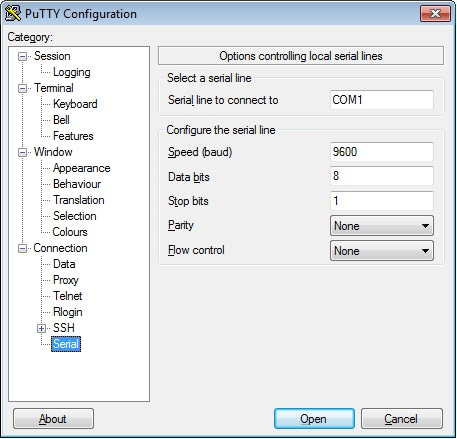 PuTTY Configuration
Category:
Session
Logging
Terminal
Keyboard
Bell
Features
Window
Appearance
Behaviour
Translation
Selection
Colours
Connection
Data
Proxy
Telnet
Rlogin
SSH
Serial
Options controlling local serial lines
Select a serial line
Serial line to connect to COM1
Configure the serial line
Speed (baud) 9600
Data bits 8
Stop bits 1
Parity None
Flow control None
About Open Cancel